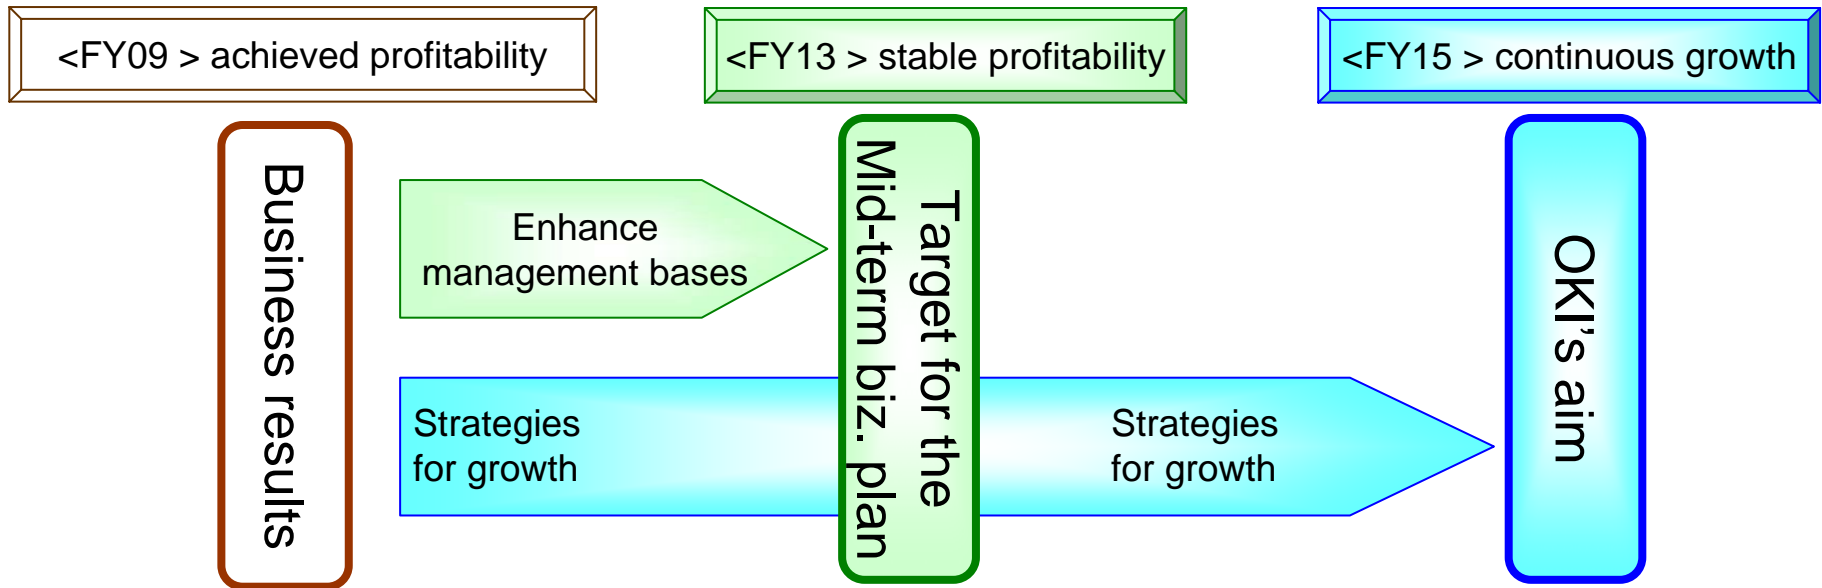 <FY09 > achieved profitability
<FY13 > stable profitability
<FY15 > continuous growth
Business results
Enhance
management bases
Target for the
Mid-term biz. plan
Strategies
for growth
Strategies
for growth
OKI’s aim